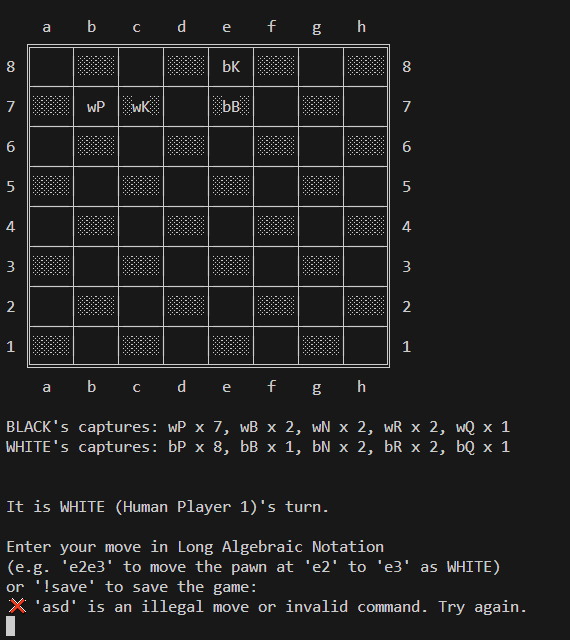 a b c d e f g h
8 bK 8
7 wP wK bB 7
6 6
5 5
4 4
3 3
2 2
1 1
a b c d e f g h
BLACK's captures: wP x 7, wB x 2, wN x 2, wR x 2, wQ x 1
WHITE's captures: bP x 8, bB x 1, bN x 2, bR x 2, bQ x 1
It is WHITE (Human Player 1)'s turn.
Enter your move in Long Algebraic Notation
(e.g. 'e2e3' to move the pawn at 'e2' to 'e3' as WHITE)
or '!save' to save the game:
❌ 'asd' is an illegal move or invalid command. Try again.